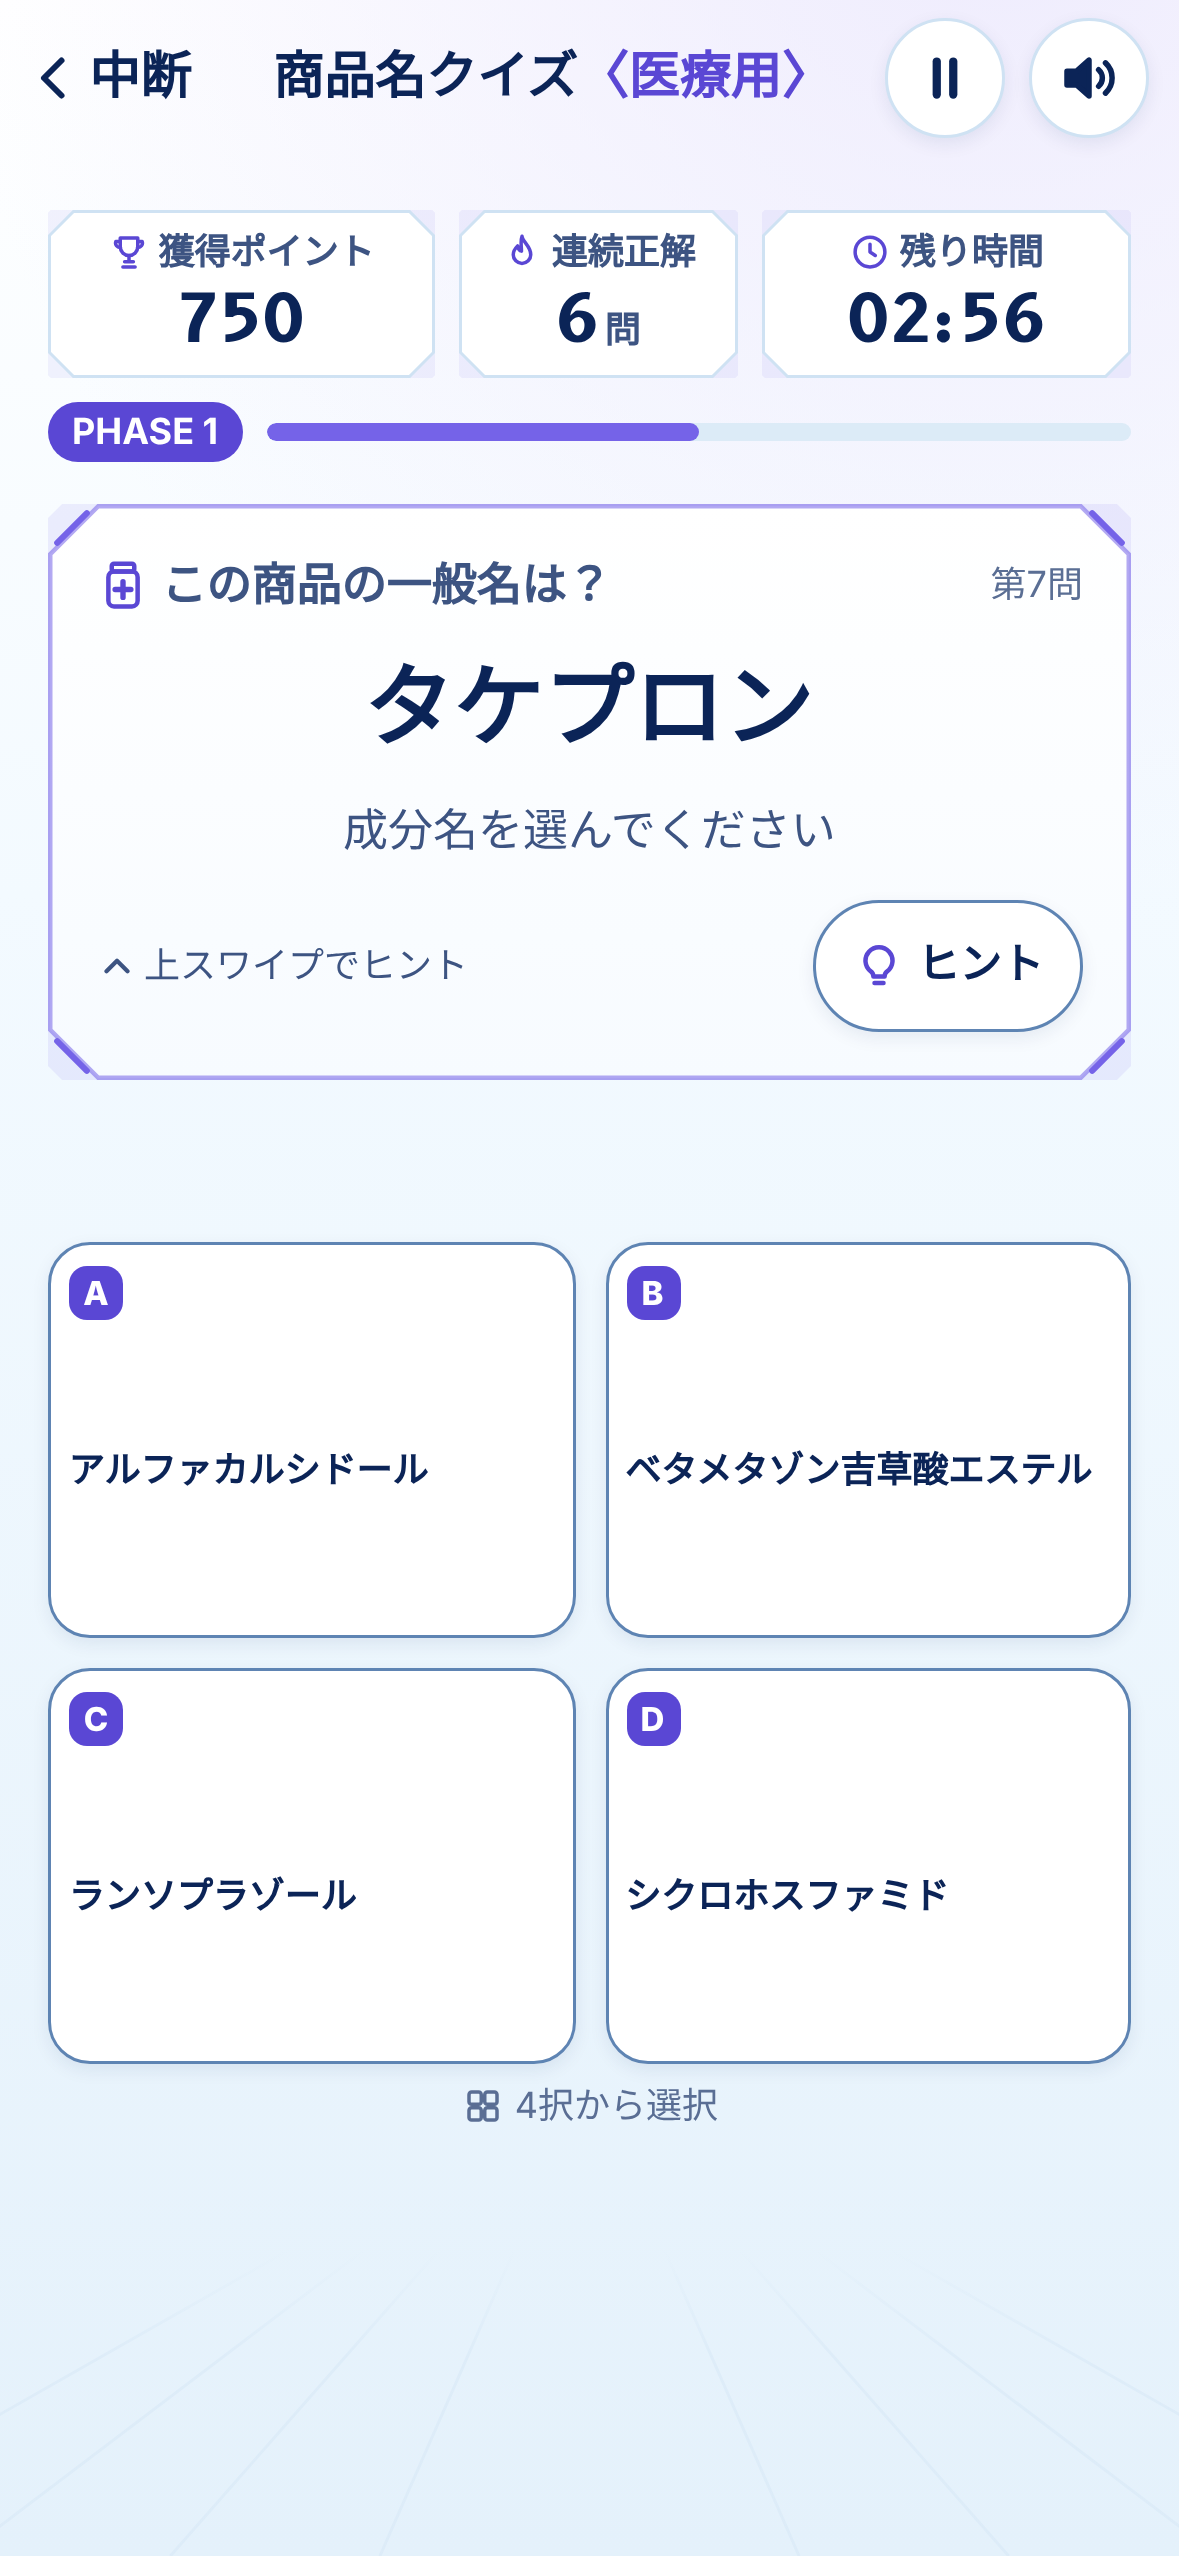 中断
商品名クイズ〈医療用〉
獲得ポイント
750
連続正解
6問
残り時間
02:56
PHASE 1
この商品の一般名は？
第7問
タケプロン
成分名を選んでください
上スワイプでヒント
ヒント
A
アルファカルシドール
B
ベタメタゾン吉草酸エステル
C
ランソプラゾール
D
シクロホスファミド
4択から選択